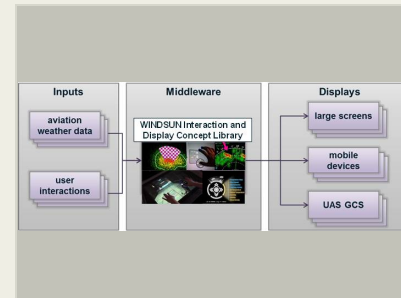 Inputs
aviation
weather data
user
interactions
Middleware
WINDSUN Interaction and
Display Concept Library
Displays
large screens
mobile
devices
UAS GCS